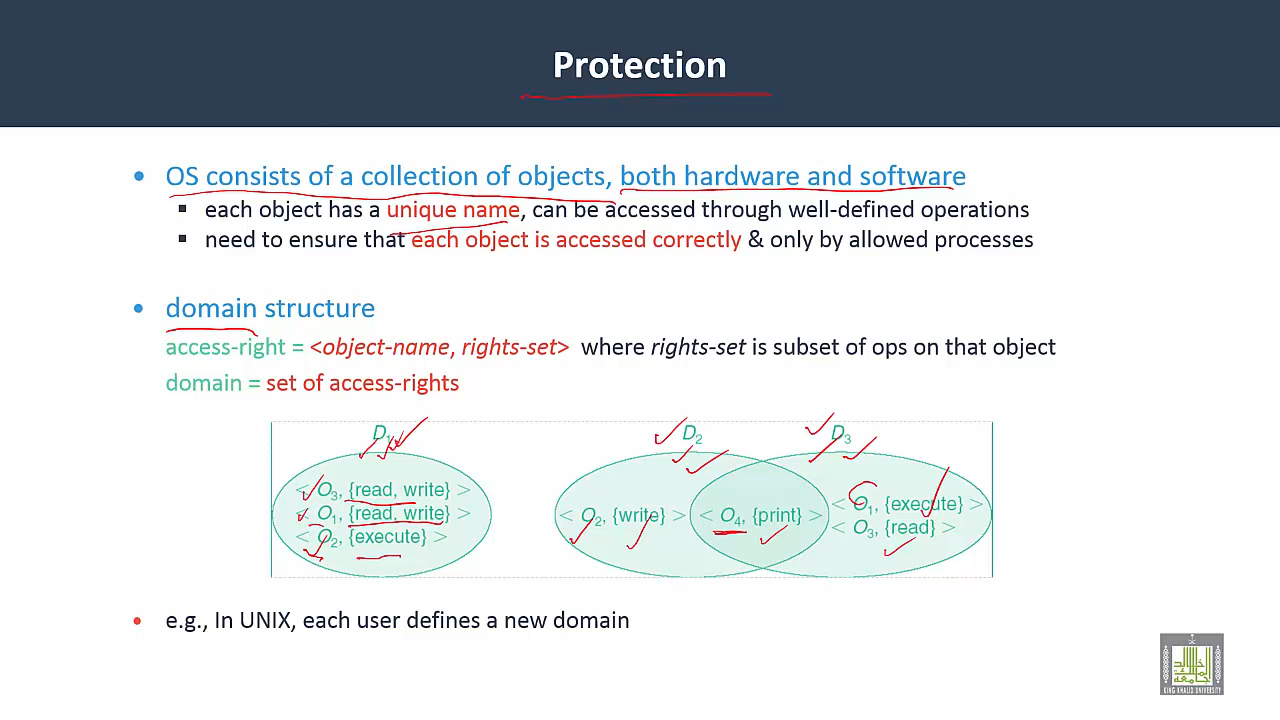 Protection
• OS consists of a collection of objects, both hardware and software
▪ each object has a unique name, can be accessed through well-defined operations
▪ need to ensure that each object is accessed correctly & only by allowed processes
• domain structure
access-right = <object-name, rights-set> where rights-set is subset of ops on that object
domain = set of access-rights
D₁ D₂ D₃
< O₃, {read, write} >
< O₁, {read, write} >
< O₂, {execute} >
< O₂, {write} > < O₄, {print} >
< O₁, {execute} >
< O₃, {read} >
• e.g., In UNIX, each user defines a new domain
KING KHALID UNIVERSITY